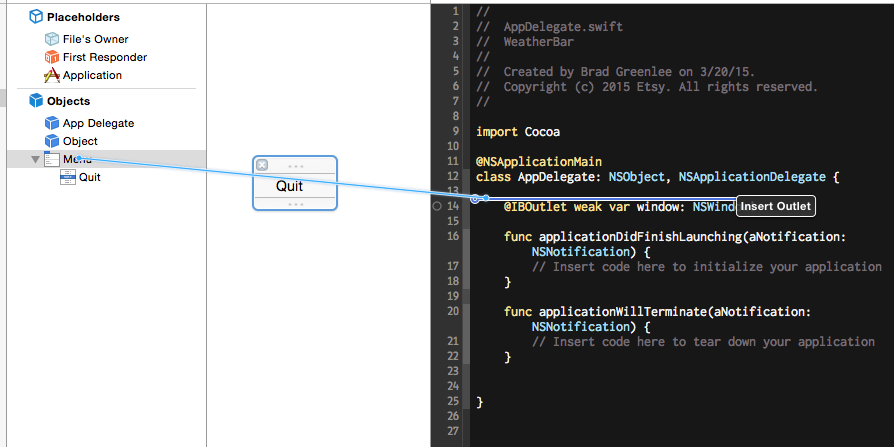 Placeholders
File's Owner
First Responder
Application
Objects
App Delegate
Object
Menu
Quit
Quit
1 //
2 //  AppDelegate.swift
3 //  WeatherBar
4 //
5 //  Created by Brad Greenlee on 3/20/15.
6 //  Copyright (c) 2015 Etsy. All rights reserved.
7 //
8
9 import Cocoa
10
11 @NSApplicationMain
12 class AppDelegate: NSObject, NSApplicationDelegate {
13
14 @IBOutlet weak var window: NSWind
Insert Outlet
15
16 func applicationDidFinishLaunching(aNotification:
NSNotification) {
17 // Insert code here to initialize your application
18 }
19
20 func applicationWillTerminate(aNotification:
NSNotification) {
21 // Insert code here to tear down your application
22 }
23
24
25 }
26
27